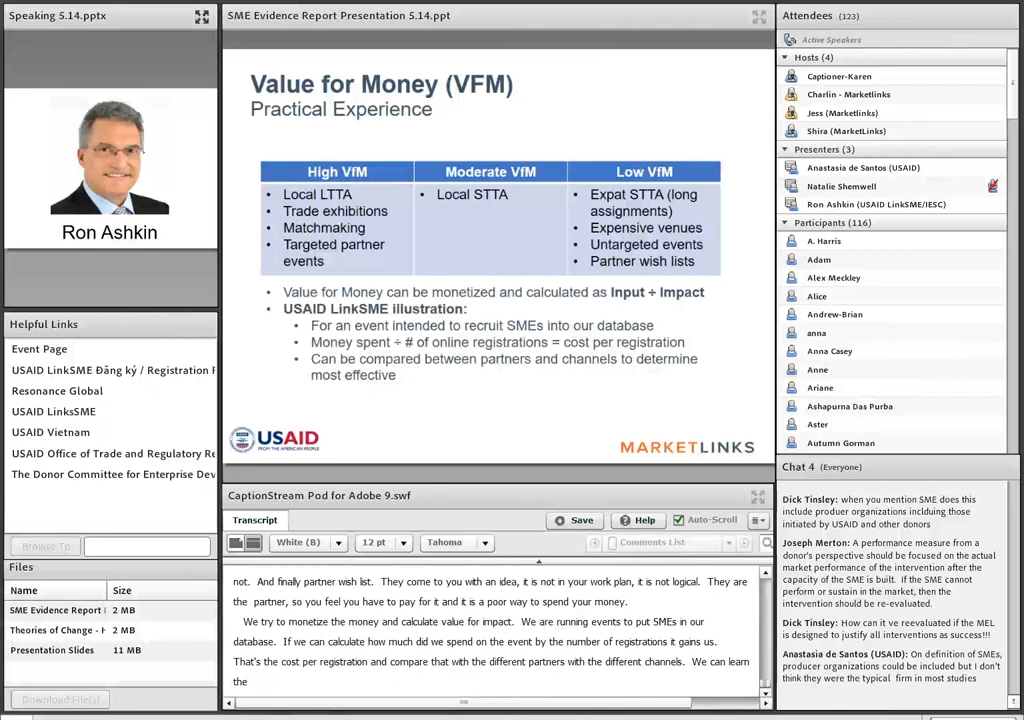 Speaking 5.14.pptx
Ron Ashkin
Helpful Links
Event Page
USAID LinkSME Đăng ký / Registration F
Resonance Global
USAID LinksSME
USAID Vietnam
USAID Office of Trade and Regulatory Re
The Donor Committee for Enterprise Dev
Browse To
Files
Name Size
SME Evidence Report 2 MB
Theories of Change - 2 MB
Presentation Slides 11 MB
Download File(s)
SME Evidence Report Presentation 5.14.ppt
Value for Money (VFM)
Practical Experience
High VfM Moderate VfM Low VfM
• Local LTTA
• Trade exhibitions
• Matchmaking
• Targeted partner
events
• Local STTA
• Expat STTA (long
assignments)
• Expensive venues
• Untargeted events
• Partner wish lists
• Value for Money can be monetized and calculated as Input ÷ Impact
• USAID LinkSME illustration:
• For an event intended to recruit SMEs into our database
• Money spent ÷ # of online registrations = cost per registration
• Can be compared between partners and channels to determine
most effective
USAID
FROM THE AMERICAN PEOPLE
MARKETLINKS
CaptionStream Pod for Adobe 9.swf
Transcript Save Help Auto-Scroll
White (B) 12 pt Tahoma Comments List
not. And finally partner wish list. They come to you with an idea, it is not in your work plan, it is not logical. They are
the partner, so you feel you have to pay for it and it is a poor way to spend your money.
We try to monetize the money and calculate value for impact. We are running events to put SMEs in our
database. If we can calculate how much did we spend on the event by the number of registrations it gains us.
That's the cost per registration and compare that with the different partners with the different channels. We can learn
the
Attendees (123)
Active Speakers
Hosts (4)
Captioner-Karen
Charlin - Marketlinks
Jess (Marketlinks)
Shira (MarketLinks)
Presenters (3)
Anastasia de Santos (USAID)
Natalie Shemwell
Ron Ashkin (USAID LinkSME/IESC)
Participants (116)
A. Harris
Adam
Alex Meckley
Alice
Andrew-Brian
anna
Anna Casey
Anne
Ariane
Ashapurna Das Purba
Aster
Autumn Gorman
Chat 4 (Everyone)
Dick Tinsley: when you mention SME does this
include producer organizations inclduing those
initiated by USAID and other donors
Joseph Merton: A performance measure from a
donor's perspective should be focused on the actual
market performance of the intervention after the
capacity of the SME is built. If the SME cannot
perform or sustain in the market, then the
intervention should be re-evaluated.
Dick Tinsley: How can it ve reevaluated if the MEL
is designed to justify all interventions as success!!!
Anastasia de Santos (USAID): On definition of SMEs,
producer organizations could be included but I don't
think they were the typical firm in most studies